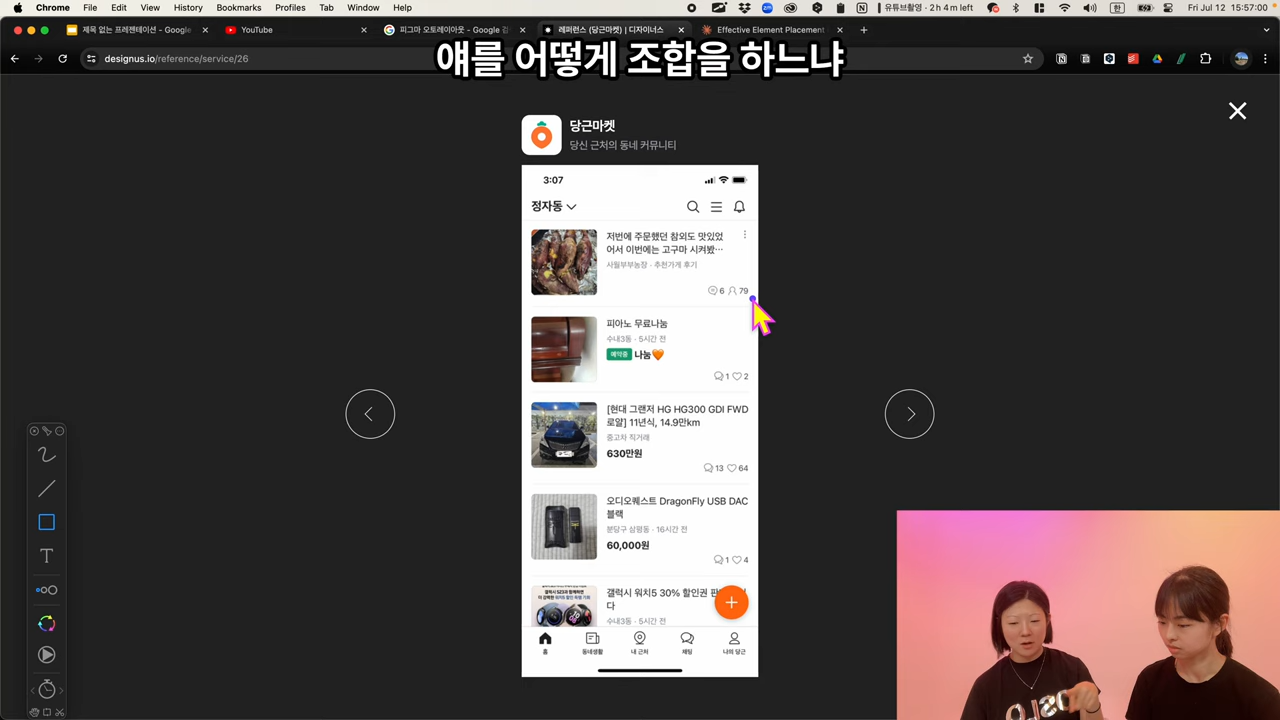 Chrome File Edit View History Bookmarks Profiles Tab Window Help
유튜브촬영 - 2 h 4 m left
한
Fri Jul 12 15:57:00
제목 없는 프레젠테이션 - Google
YouTube
피그마 오토레이아웃 - Google 검
레퍼런스 (당근마켓) | 디자이너스
Effective Element Placement
designus.io/reference/service/26
얘를 어떻게 조합을 하느냐
당근마켓
당신 근처의 동네 커뮤니티
3:07
정자동
저번에 주문했던 참외도 맛있었
어서 이번에는 고구마 시켜봤…
사월부부농장 · 추천가게 후기
6 79
피아노 무료나눔
수내3동 · 5시간 전
예약중 나눔🧡
1 2
[현대 그랜저 HG HG300 GDI FWD
로얄] 11년식, 14.9만km
중고차 직거래
630만원
13 64
오디오퀘스트 DragonFly USB DAC
블랙
분당구 삼평동 · 16시간 전
60,000원
1 4
갤럭시 워치5 30% 할인권 판
다
수내3동 · 5시간 전
홈 동네생활 내 근처 채팅 나의 당근
T